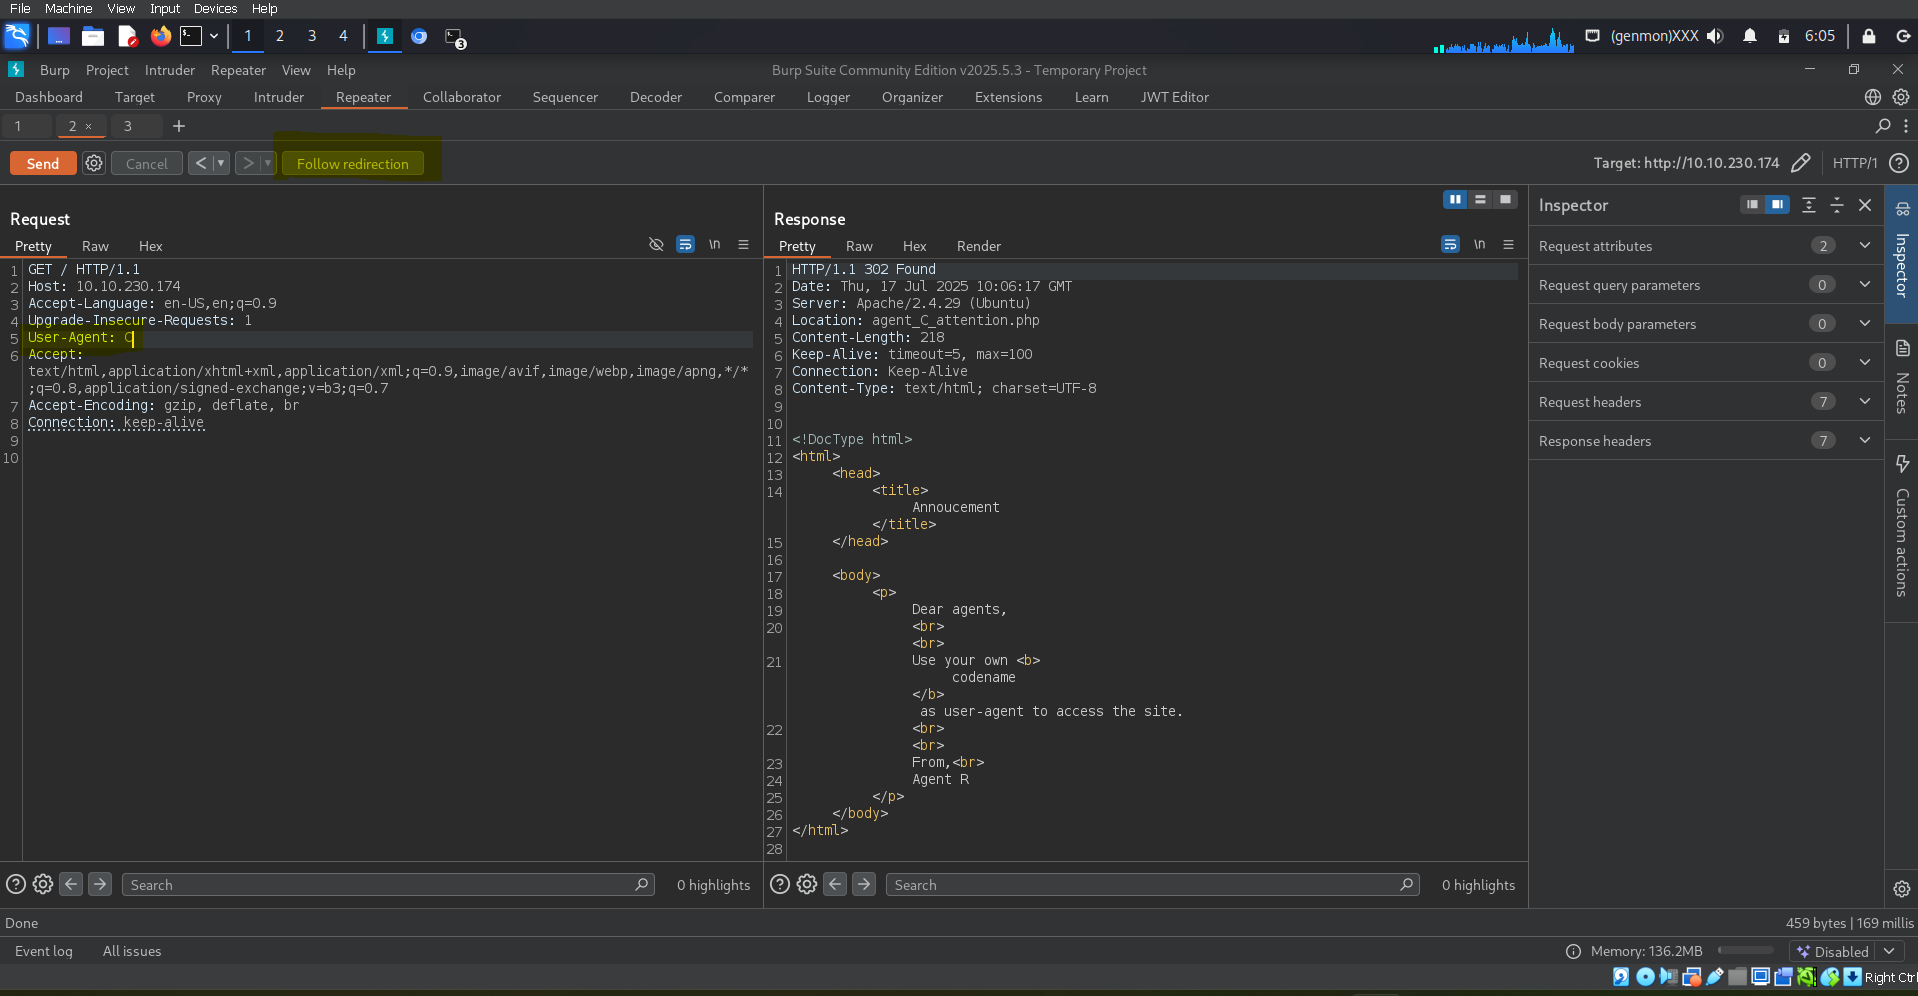 File Machine View Input Devices Help
1 2 3 4 3 (genmon)XXX 6:05
Burp Project Intruder Repeater View Help Burp Suite Community Edition v2025.5.3 - Temporary Project
Dashboard Target Proxy Intruder Repeater Collaborator Sequencer Decoder Comparer Logger Organizer Extensions Learn JWT Editor
1 2 × 3 +
Send Cancel < > Follow redirection Target: http://10.10.230.174 HTTP/1
Request
Pretty Raw Hex \n
1 GET / HTTP/1.1
2 Host: 10.10.230.174
3 Accept-Language: en-US,en;q=0.9
4 Upgrade-Insecure-Requests: 1
5 User-Agent: C
6 Accept:
text/html,application/xhtml+xml,application/xml;q=0.9,image/avif,image/webp,image/apng,*/*
;q=0.8,application/signed-exchange;v=b3;q=0.7
7 Accept-Encoding: gzip, deflate, br
8 Connection: keep-alive
9
10
Search 0 highlights
Response
Pretty Raw Hex Render \n
1 HTTP/1.1 302 Found
2 Date: Thu, 17 Jul 2025 10:06:17 GMT
3 Server: Apache/2.4.29 (Ubuntu)
4 Location: agent_C_attention.php
5 Content-Length: 218
6 Keep-Alive: timeout=5, max=100
7 Connection: Keep-Alive
8 Content-Type: text/html; charset=UTF-8
9
10
11 <!DocType html>
12 <html>
13 <head>
14 <title>
Annoucement
</title>
15 </head>
16
17 <body>
18 <p>
19 Dear agents,
20 <br>
<br>
21 Use your own <b>
codename
</b>
as user-agent to access the site.
22 <br>
<br>
23 From,<br>
24 Agent R
25 </p>
26 </body>
27 </html>
28
Search 0 highlights
Inspector
Request attributes 2
Request query parameters 0
Request body parameters 0
Request cookies 0
Request headers 7
Response headers 7
Inspector
Notes
Custom actions
Done 459 bytes | 169 millis
Event log All issues Memory: 136.2MB Disabled
Right Ctrl